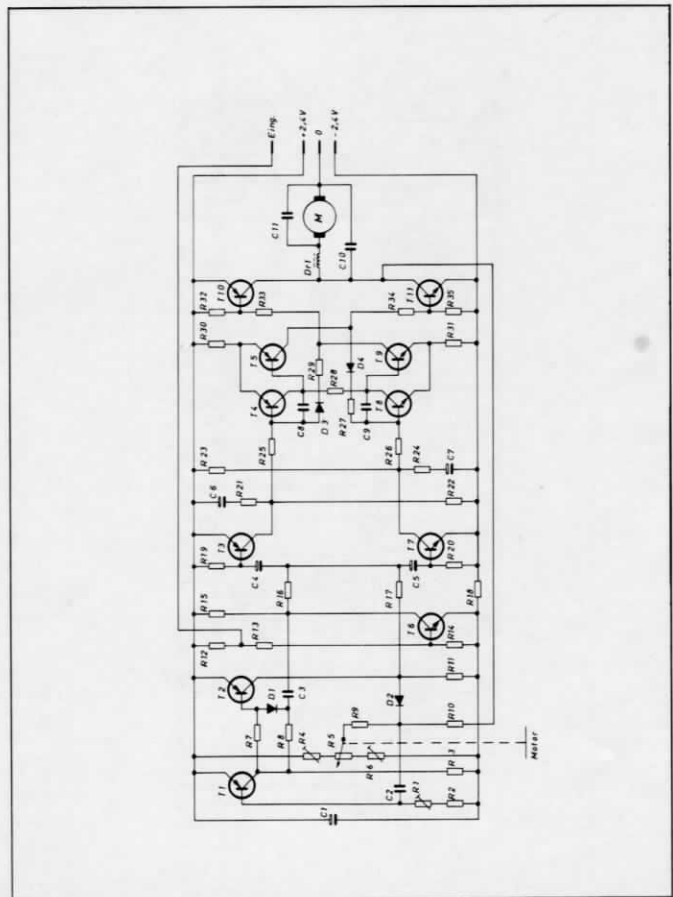 Eing.
+2,4V
0
-2,4V
C11
M
Dr1
C10
R32
T10
R33
R34
T11
R35
R30
T5
R29
D4
T9
R31
T4
C8
D3
R28
R27
C9
T8
R25
R26
R23
R24
C7
C6
R21
R22
R19
T3
C4
C5
T7
R20
R15
R16
R17
R18
R12
R13
T6
R14
T2
D1
C3
D2
R11
R7
R8
R4
R5
R6
R9
R10
T1
R3
Motor
C1
C2
R1
R2